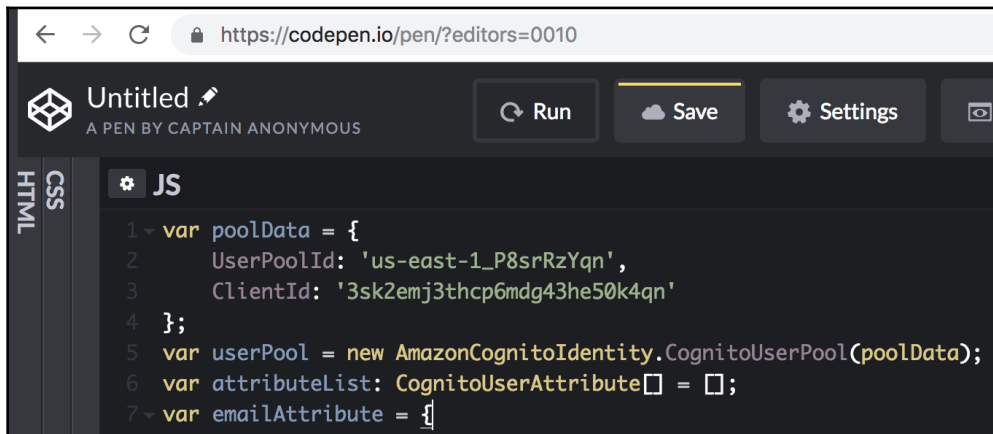 https://codepen.io/pen/?editors=0010
Untitled
A PEN BY CAPTAIN ANONYMOUS
Run
Save
Settings
HTML
CSS
JS
1 var poolData = {
2 UserPoolId: 'us-east-1_P8srRzYqn',
3 ClientId: '3sk2emj3thcp6mdg43he50k4qn'
4 };
5 var userPool = new AmazonCognitoIdentity.CognitoUserPool(poolData);
6 var attributeList: CognitoUserAttribute[] = [];
7 var emailAttribute = {